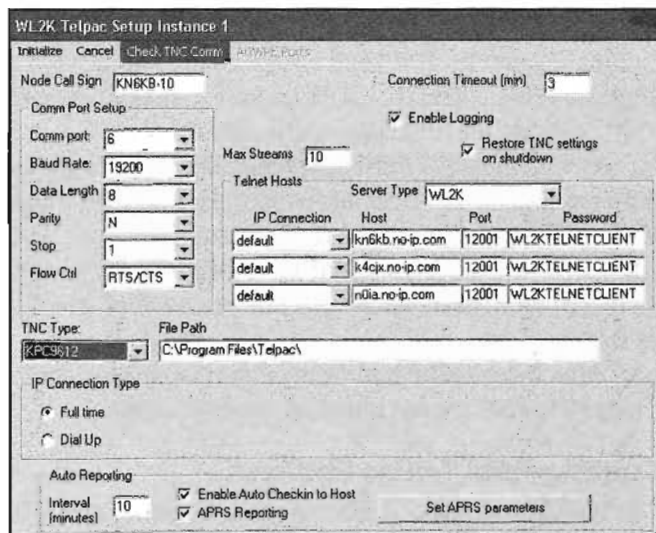 WL2K Telpac Setup Instance 1
Initialize Cancel Check TNC Comm AGWPE Ports
Node Call Sign KN6KB-10
Connection Timeout (min) 3
Comm Port Setup
Enable Logging
Comm port: 6
Max Streams 10
Restore TNC settings
on shutdown
Baud Rate: 19200
Data Length 8
Parity N
Stop 1
Flow Ctrl RTS/CTS
Telnet Hosts
Server Type WL2K
IP Connection Host Port Password
default kn6kb.no-ip.com 12001 WL2KTELNETCLIENT
default k4cjx.no-ip.com 12001 WL2KTELNETCLIENT
default n0ia.no-ip.com 12001 WL2KTELNETCLIENT
TNC Type: File Path
KPC9612 C:\Program Files\Telpac\
IP Connection Type
Full time
Dial Up
Auto Reporting
Interval
(minutes) 10
Enable Auto Checkin to Host
APRS Reporting
Set APRS parameters